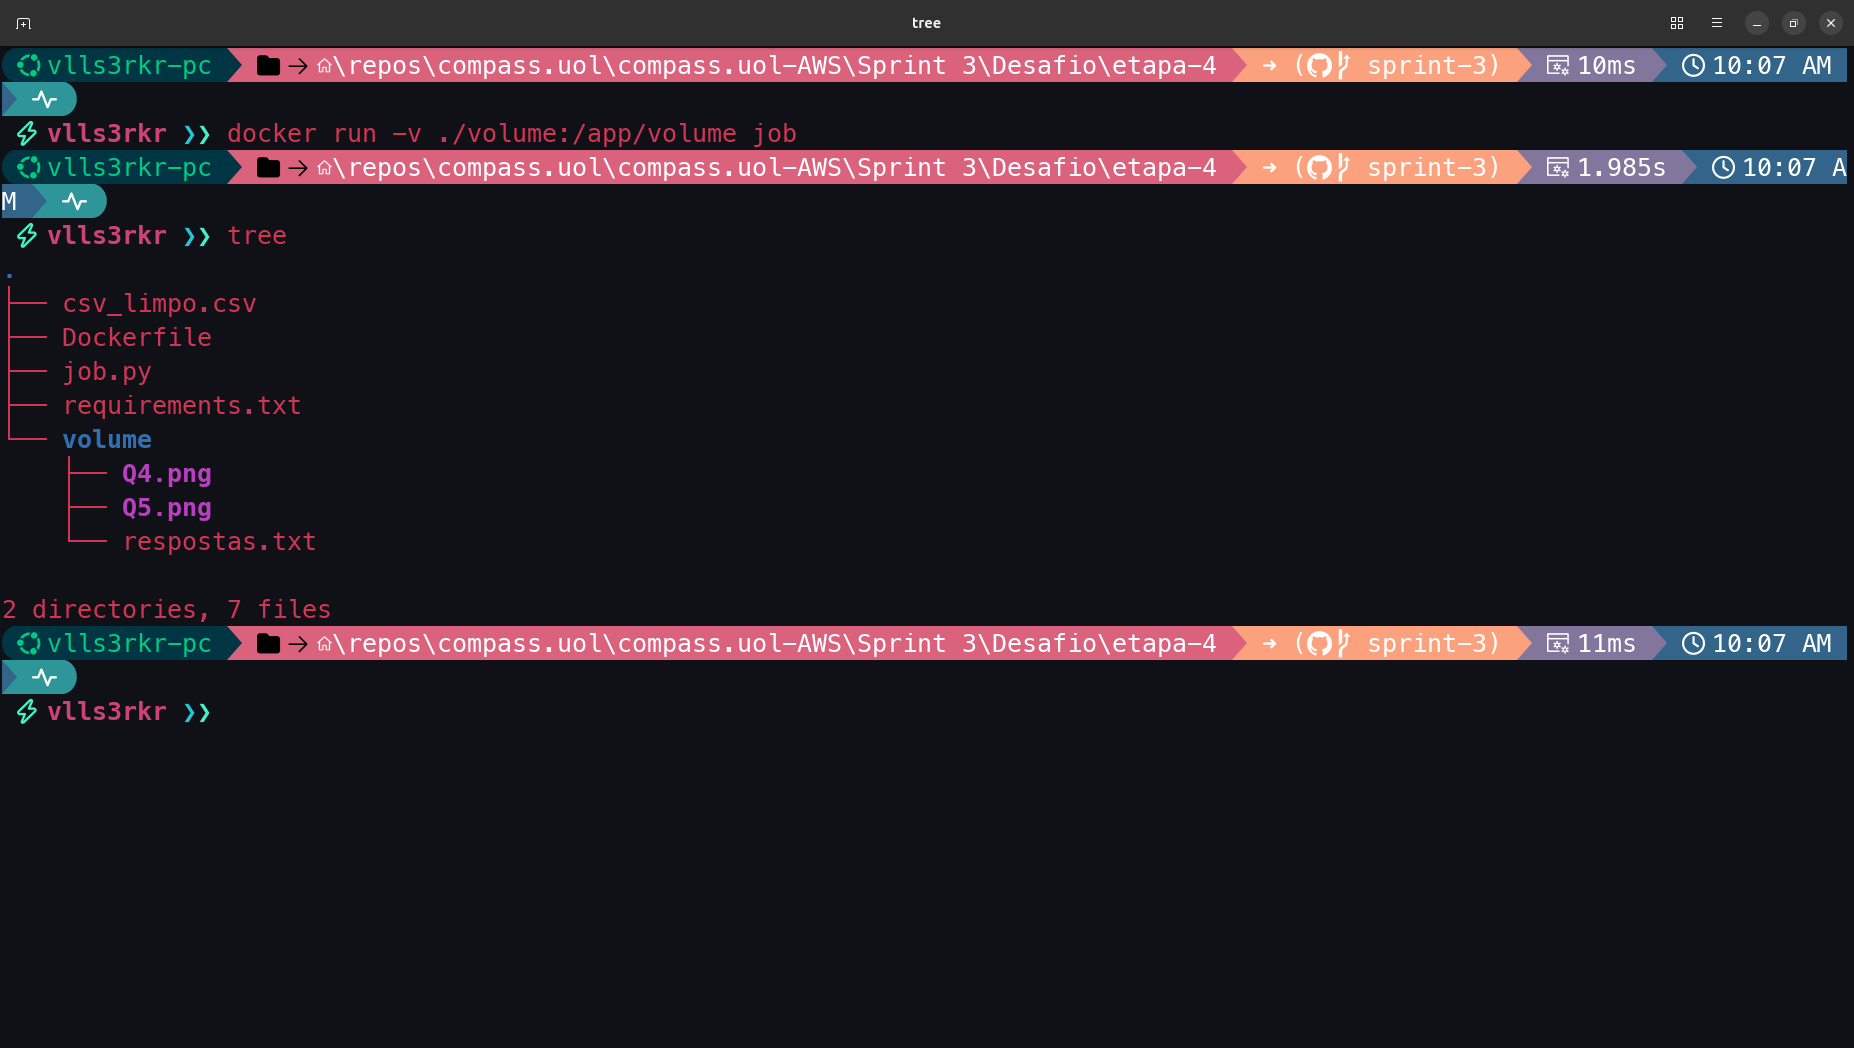 tree
vlls3rkr-pc → \repos\compass.uol\compass.uol-AWS\Sprint 3\Desafio\etapa-4 → ( sprint-3) 10ms 10:07 AM
vlls3rkr ❯❯ docker run -v ./volume:/app/volume job
vlls3rkr-pc → \repos\compass.uol\compass.uol-AWS\Sprint 3\Desafio\etapa-4 → ( sprint-3) 1.985s 10:07 A
M
vlls3rkr ❯❯ tree
.
├── csv_limpo.csv
├── Dockerfile
├── job.py
├── requirements.txt
└── volume
    ├── Q4.png
    ├── Q5.png
    └── respostas.txt
2 directories, 7 files
vlls3rkr-pc → \repos\compass.uol\compass.uol-AWS\Sprint 3\Desafio\etapa-4 → ( sprint-3) 11ms 10:07 AM
vlls3rkr ❯❯